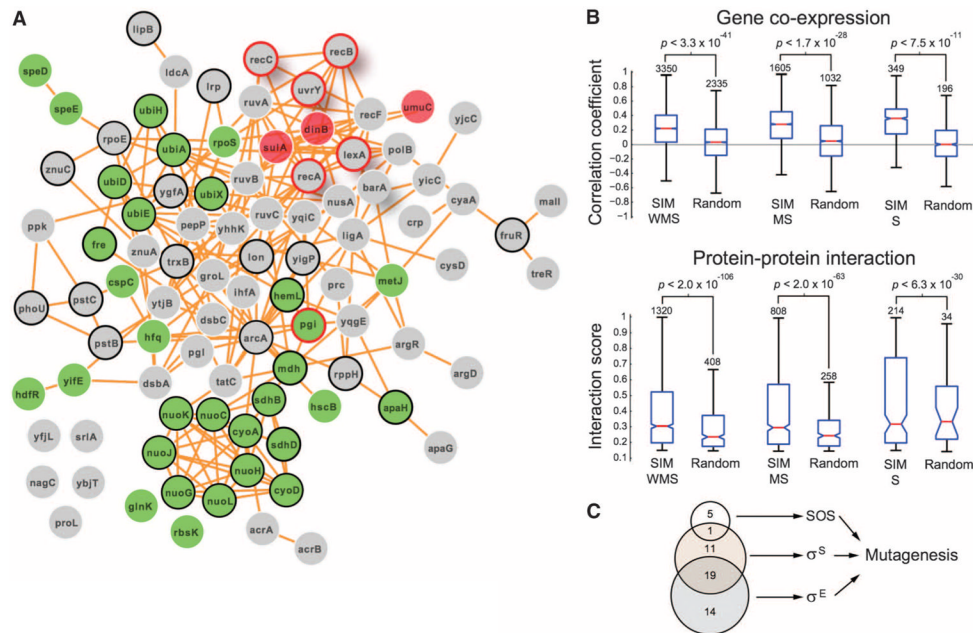 A
lipB
ldcA
speD
speE
recC
recB
lrp
uvrY
ubiH
ruvA
recF
umuC
yjcC
rpoE
ubiA
rpoS
dinB
sulA
lexA
polB
znuC
ubiD
ygfA
ubiX
ruvB
recA
barA
yicC
ubiE
nusA
crp
cyaA
malI
ppk
pepP
yhhK
ruvC
yqiC
ligA
fruR
fre
znuA
trxB
lon
yigP
cysD
treR
cspC
groL
hemL
prc
metJ
phoU
pstC
ytjB
ihfA
dsbC
pgi
yqgE
pstB
hfq
arcA
argR
pgl
mdh
hdfR
yifE
dsbA
tatC
rppH
argD
nuoK
nuoC
sdhB
hscB
apaH
yfjL
srlA
cyoA
nuoJ
sdhD
apaG
nagC
ybjT
nuoH
nuoG
nuoL
cyoD
proL
glnK
rbsK
acrA
acrB
B
Gene co-expression
p < 3.3 x 10-41
p < 1.7 x 10-28
p < 7.5 x 10-11
3350
2335
1605
1032
349
196
Correlation coefficient
1
0.8
0.6
0.4
0.2
0
−0.2
−0.4
−0.6
−0.8
−1
SIM
WMS
Random
SIM
MS
Random
SIM
S
Random
Protein-protein interaction
p < 2.0 x 10-106
p < 2.0 x 10-63
p < 6.3 x 10-30
1320
408
808
258
214
34
Interaction score
1.0
0.9
0.8
0.7
0.6
0.5
0.4
0.3
0.2
0.1
SIM
WMS
Random
SIM
MS
Random
SIM
S
Random
C
5
1
11
19
14
SOS
σS
σE
Mutagenesis